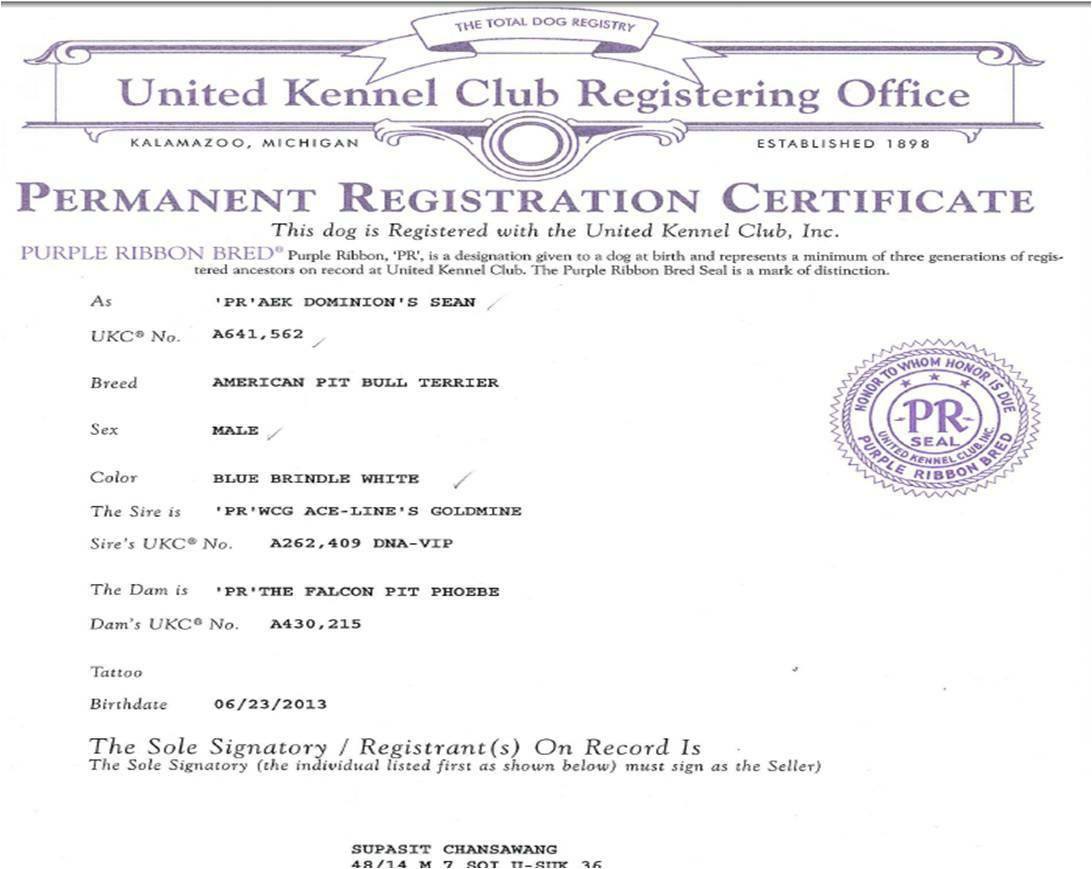 THE TOTAL DOG REGISTRY
United Kennel Club Registering Office
KALAMAZOO, MICHIGAN ESTABLISHED 1898
PERMANENT REGISTRATION CERTIFICATE
This dog is Registered with the United Kennel Club, Inc.
PURPLE RIBBON BRED® Purple Ribbon, 'PR', is a designation given to a dog at birth and represents a minimum of three generations of regis-
tered ancestors on record at United Kennel Club. The Purple Ribbon Bred Seal is a mark of distinction.
As 'PR'AEK DOMINION'S SEAN
UKC® No. A641,562
Breed AMERICAN PIT BULL TERRIER
Sex MALE
Color BLUE BRINDLE WHITE
The Sire is 'PR'WCG ACE-LINE'S GOLDMINE
Sire's UKC® No. A262,409 DNA-VIP
The Dam is 'PR'THE FALCON PIT PHOEBE
Dam's UKC® No. A430,215
Tattoo
Birthdate 06/23/2013
HONOR TO WHOM HONOR IS DUE
-PR-
SEAL
UNITED KENNEL CLUB, INC.
PURPLE RIBBON BRED
The Sole Signatory / Registrant(s) On Record Is
The Sole Signatory (the individual listed first as shown below) must sign as the Seller)
SUPASIT CHANSAWANG
48/14 M 7 SOI U-SUK 36